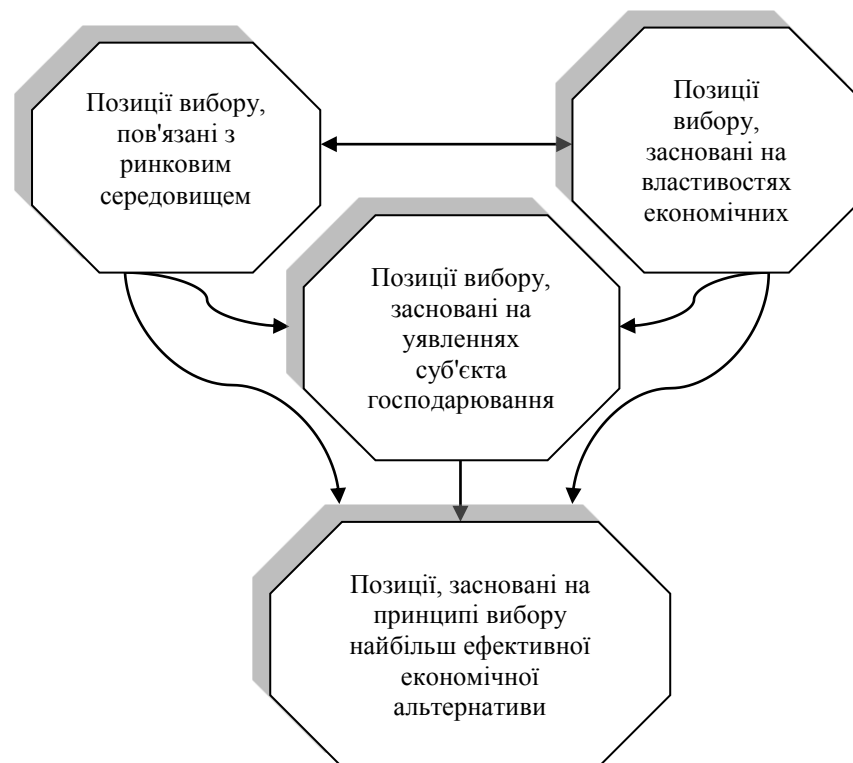 Позиції вибору,
пов'язані з
ринковим
середовищем
Позиції
вибору,
засновані на
властивостях
економічних
Позиції вибору,
засновані на
уявленнях
суб'єкта
господарювання
Позиції, засновані на
принципі вибору
найбільш ефективної
економічної
альтернативи